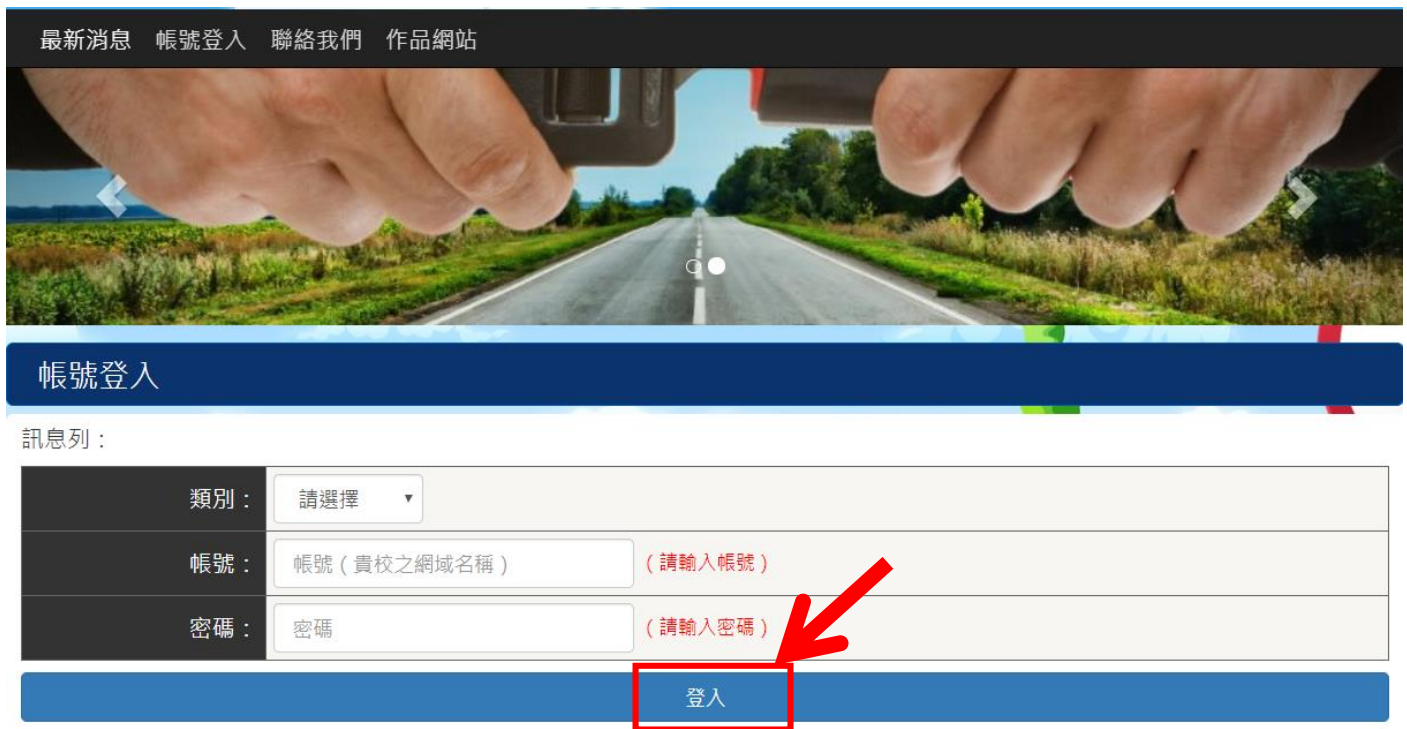 最新消息 帳號登入 聯絡我們 作品網站
帳號登入
訊息列：
類別： 請選擇
帳號： 帳號（貴校之網域名稱） （請輸入帳號）
密碼： 密碼 （請輸入密碼）
登入